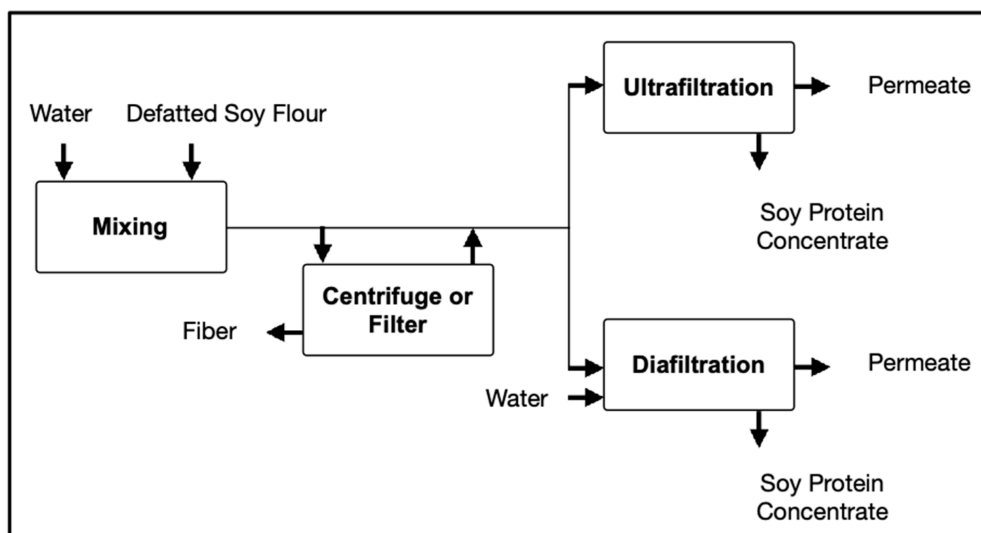 Ultrafiltration
Permeate
Water
Defatted Soy Flour
Mixing
Soy Protein
Concentrate
Centrifuge or
Filter
Fiber
Diafiltration
Permeate
Water
Soy Protein
Concentrate